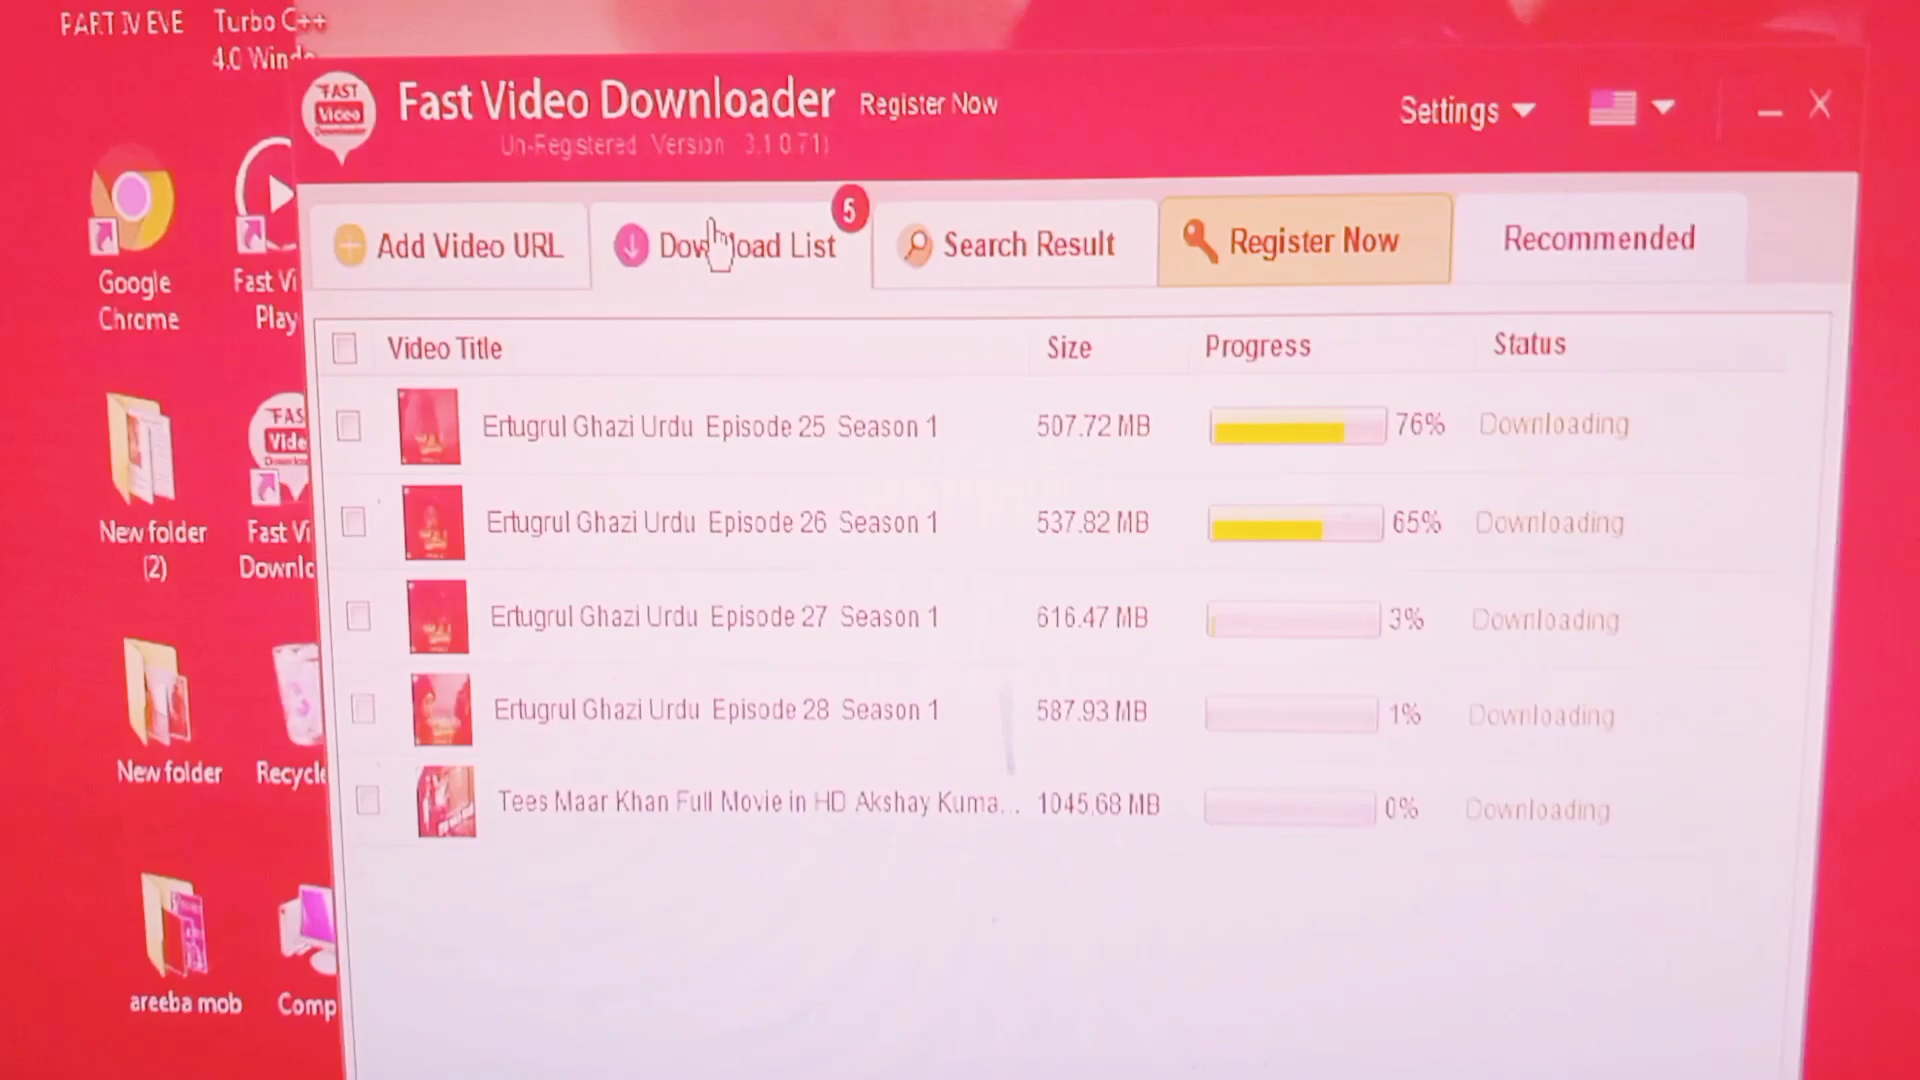 PART IV EVE
Turbo C++
4.0 Windo
FAST
Video
Downloader
Fast Video Downloader
Register Now
Un-Registered Version 3.1.0.71)
Settings
Add Video URL
Download List
5
Search Result
Register Now
Recommended
Google
Chrome
Fast Vi
Play
Video Title
Size
Progress
Status
Ertugrul Ghazi Urdu Episode 25 Season 1
507.72 MB
76%
Downloading
Ertugrul Ghazi Urdu Episode 26 Season 1
537.82 MB
65%
Downloading
Ertugrul Ghazi Urdu Episode 27 Season 1
616.47 MB
3%
Downloading
Ertugrul Ghazi Urdu Episode 28 Season 1
587.93 MB
1%
Downloading
Tees Maar Khan Full Movie in HD Akshay Kuma...
1045.68 MB
0%
Downloading
New folder
(2)
FAS
Vide
Fast Vi
Downlo
New folder
Recycle
areeba mob
Comp